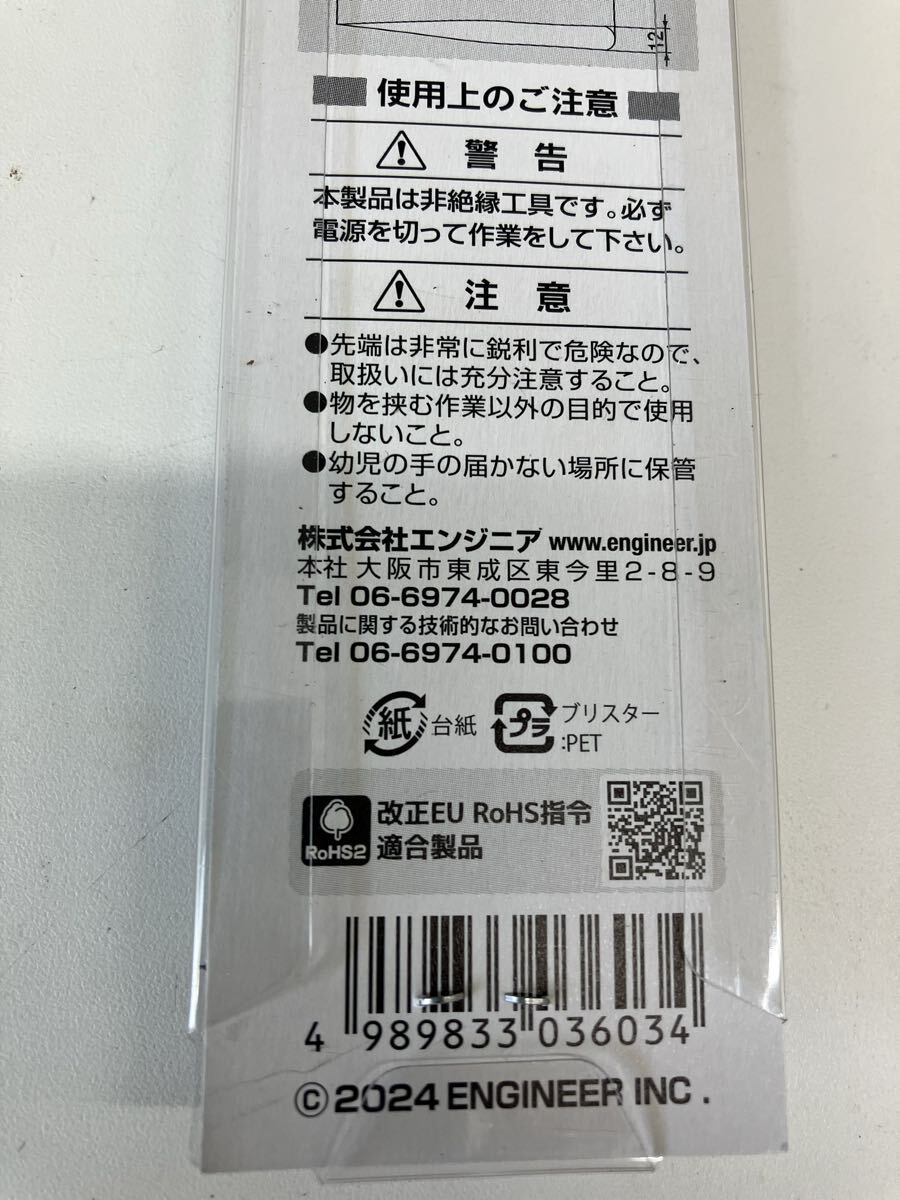 12
使用上のご注意
警告
本製品は非絶縁工具です。必ず
電源を切って作業をして下さい。
注意
●先端は非常に鋭利で危険なので、
取扱いには充分注意すること。
●物を挟む作業以外の目的で使用
しないこと。
●幼児の手の届かない場所に保管
すること。
株式会社エンジニア www.engineer.jp
本社 大阪市東成区東今里2-8-9
Tel 06-6974-0028
製品に関する技術的なお問い合わせ
Tel 06-6974-0100
紙 台紙 プラ ブリスター
:PET
改正EU RoHS指令
RoHS2 適合製品
4 989833 036034
©2024 ENGINEER INC.